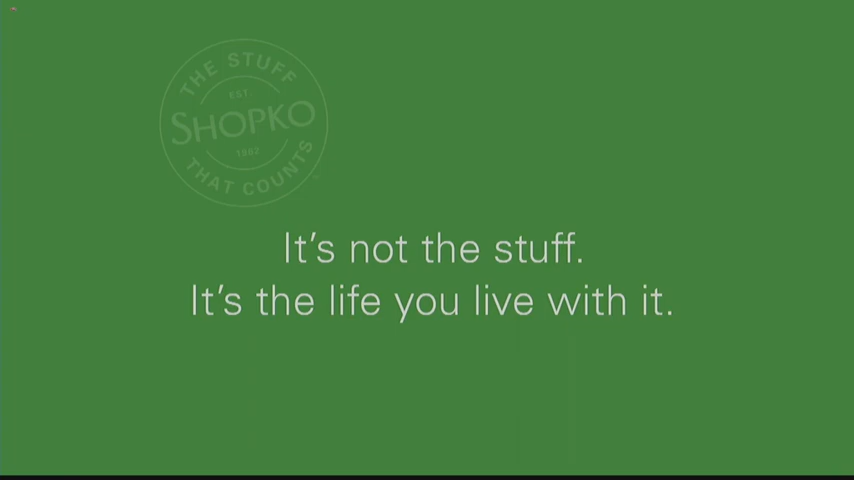 THE STUFF
EST.
SHOPKO
1962
THAT COUNTS
It's not the stuff.
It's the life you live with it.